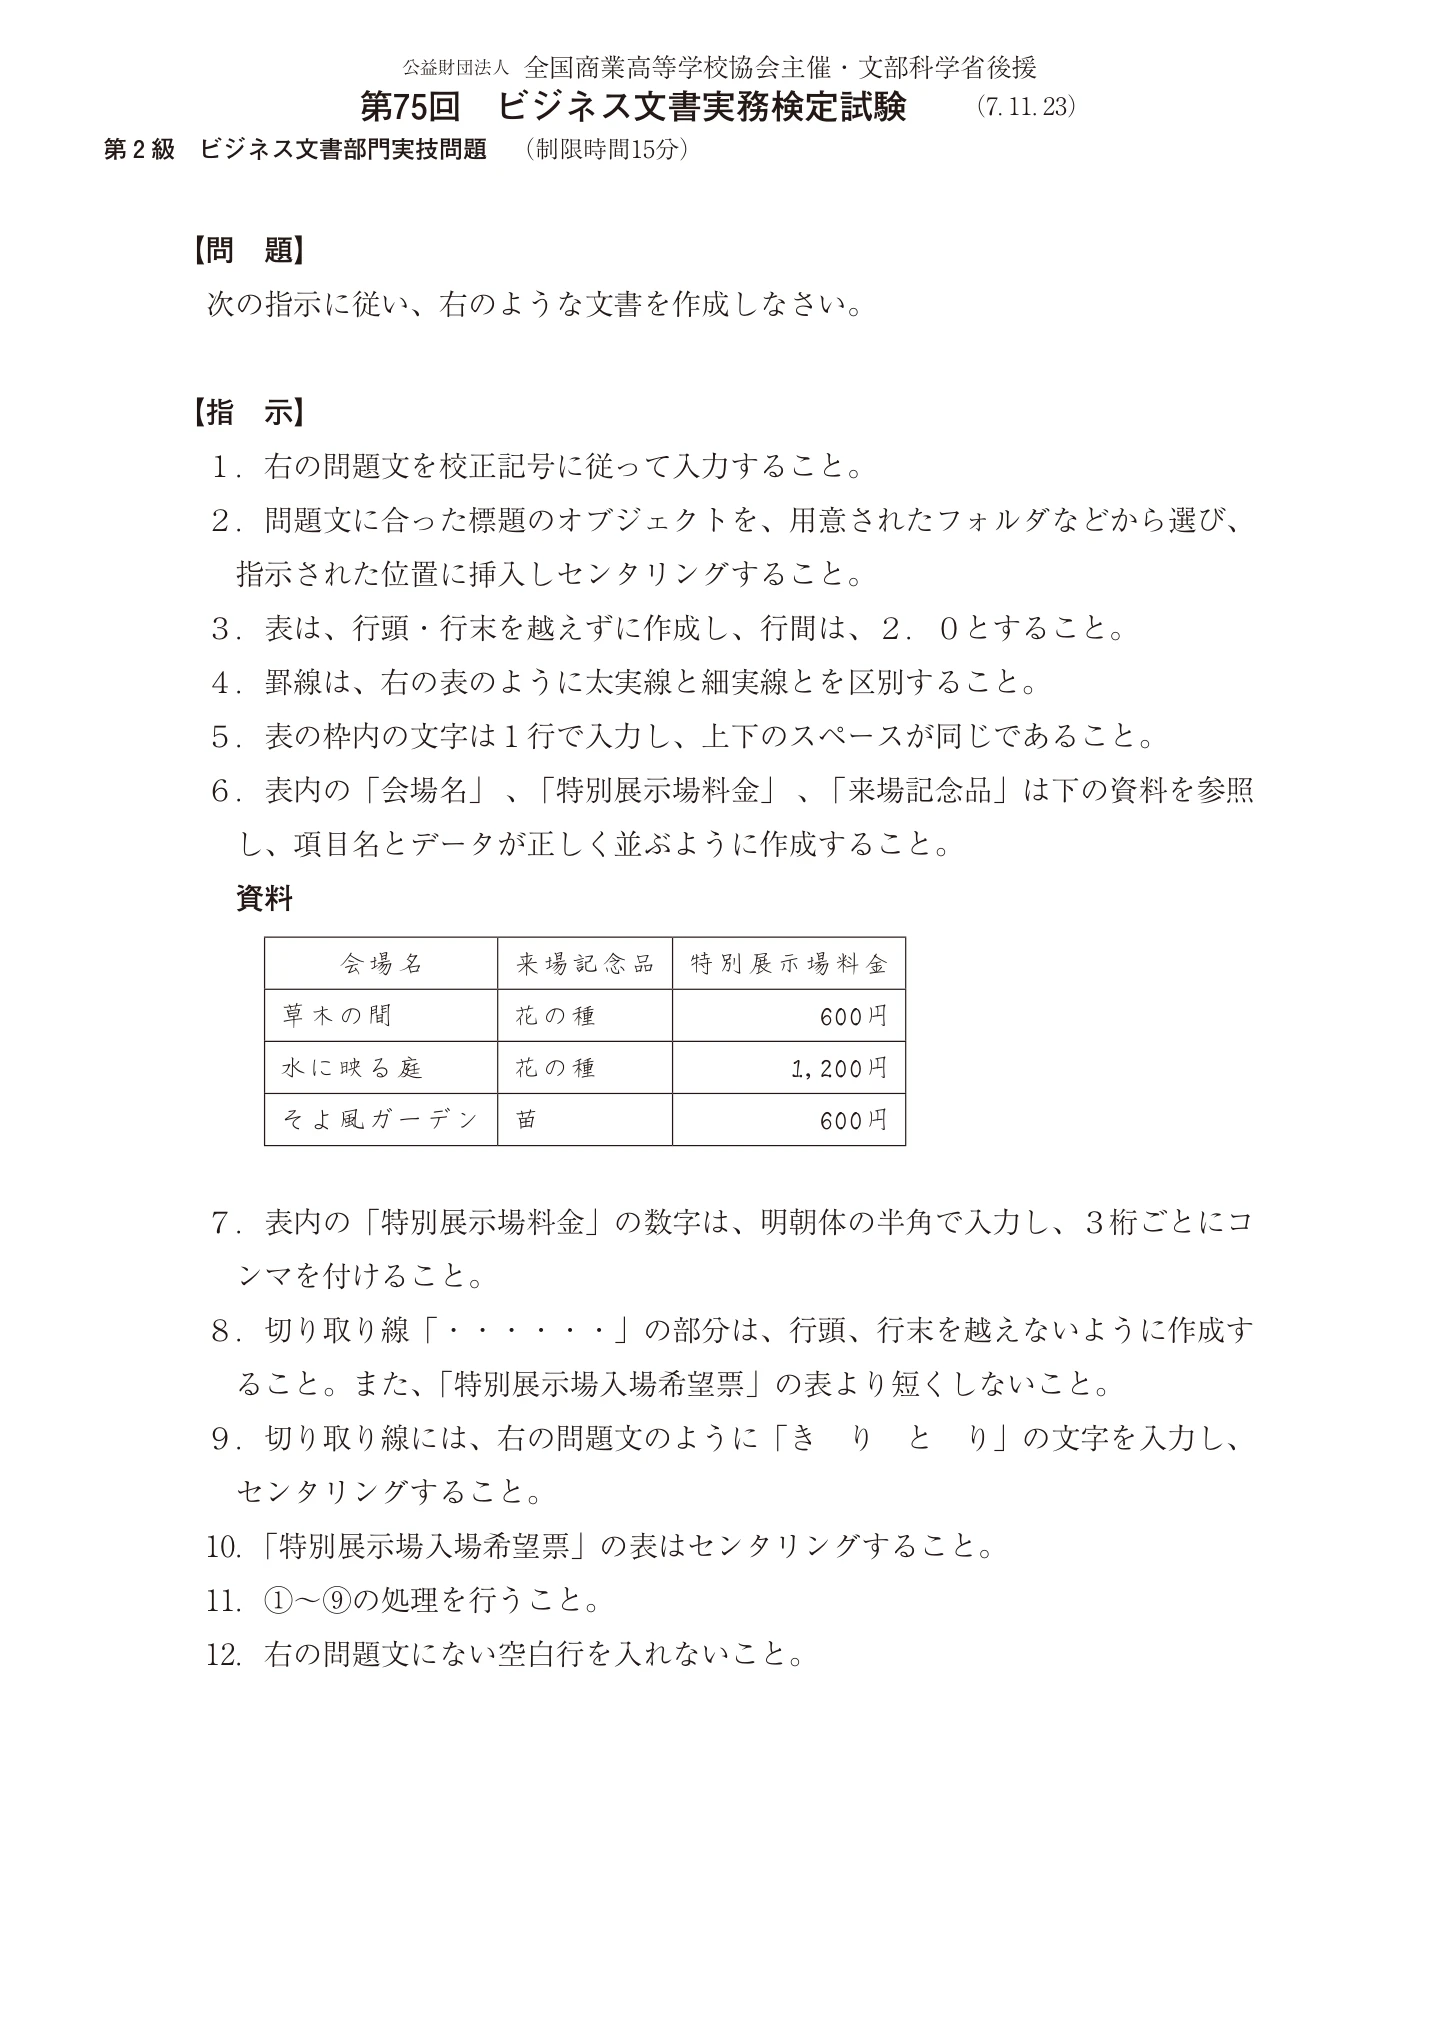 公益財団法人 全国商業高等学校協会主催・文部科学省後援
第75回　ビジネス文書実務検定試験　（7. 11. 23）
第２級　ビジネス文書部門実技問題　（制限時間15分）
【問　題】
次の指示に従い、右のような文書を作成しなさい。
【指　示】
１．右の問題文を校正記号に従って入力すること。
２．問題文に合った標題のオブジェクトを、用意されたフォルダなどから選び、
指示された位置に挿入しセンタリングすること。
３．表は、行頭・行末を越えずに作成し、行間は、２．０とすること。
４．罫線は、右の表のように太実線と細実線とを区別すること。
５．表の枠内の文字は１行で入力し、上下のスペースが同じであること。
６．表内の「会場名」、「特別展示場料金」、「来場記念品」は下の資料を参照
し、項目名とデータが正しく並ぶように作成すること。
資料
会場名　来場記念品　特別展示場料金
草木の間　花の種　600円
水に映る庭　花の種　1,200円
そよ風ガーデン　苗　600円
７．表内の「特別展示場料金」の数字は、明朝体の半角で入力し、３桁ごとにコ
ンマを付けること。
８．切り取り線「・・・・・・」の部分は、行頭、行末を越えないように作成す
ること。また、「特別展示場入場希望票」の表より短くしないこと。
９．切り取り線には、右の問題文のように「き　り　と　り」の文字を入力し、
センタリングすること。
10.「特別展示場入場希望票」の表はセンタリングすること。
11. ①～⑨の処理を行うこと。
12. 右の問題文にない空白行を入れないこと。